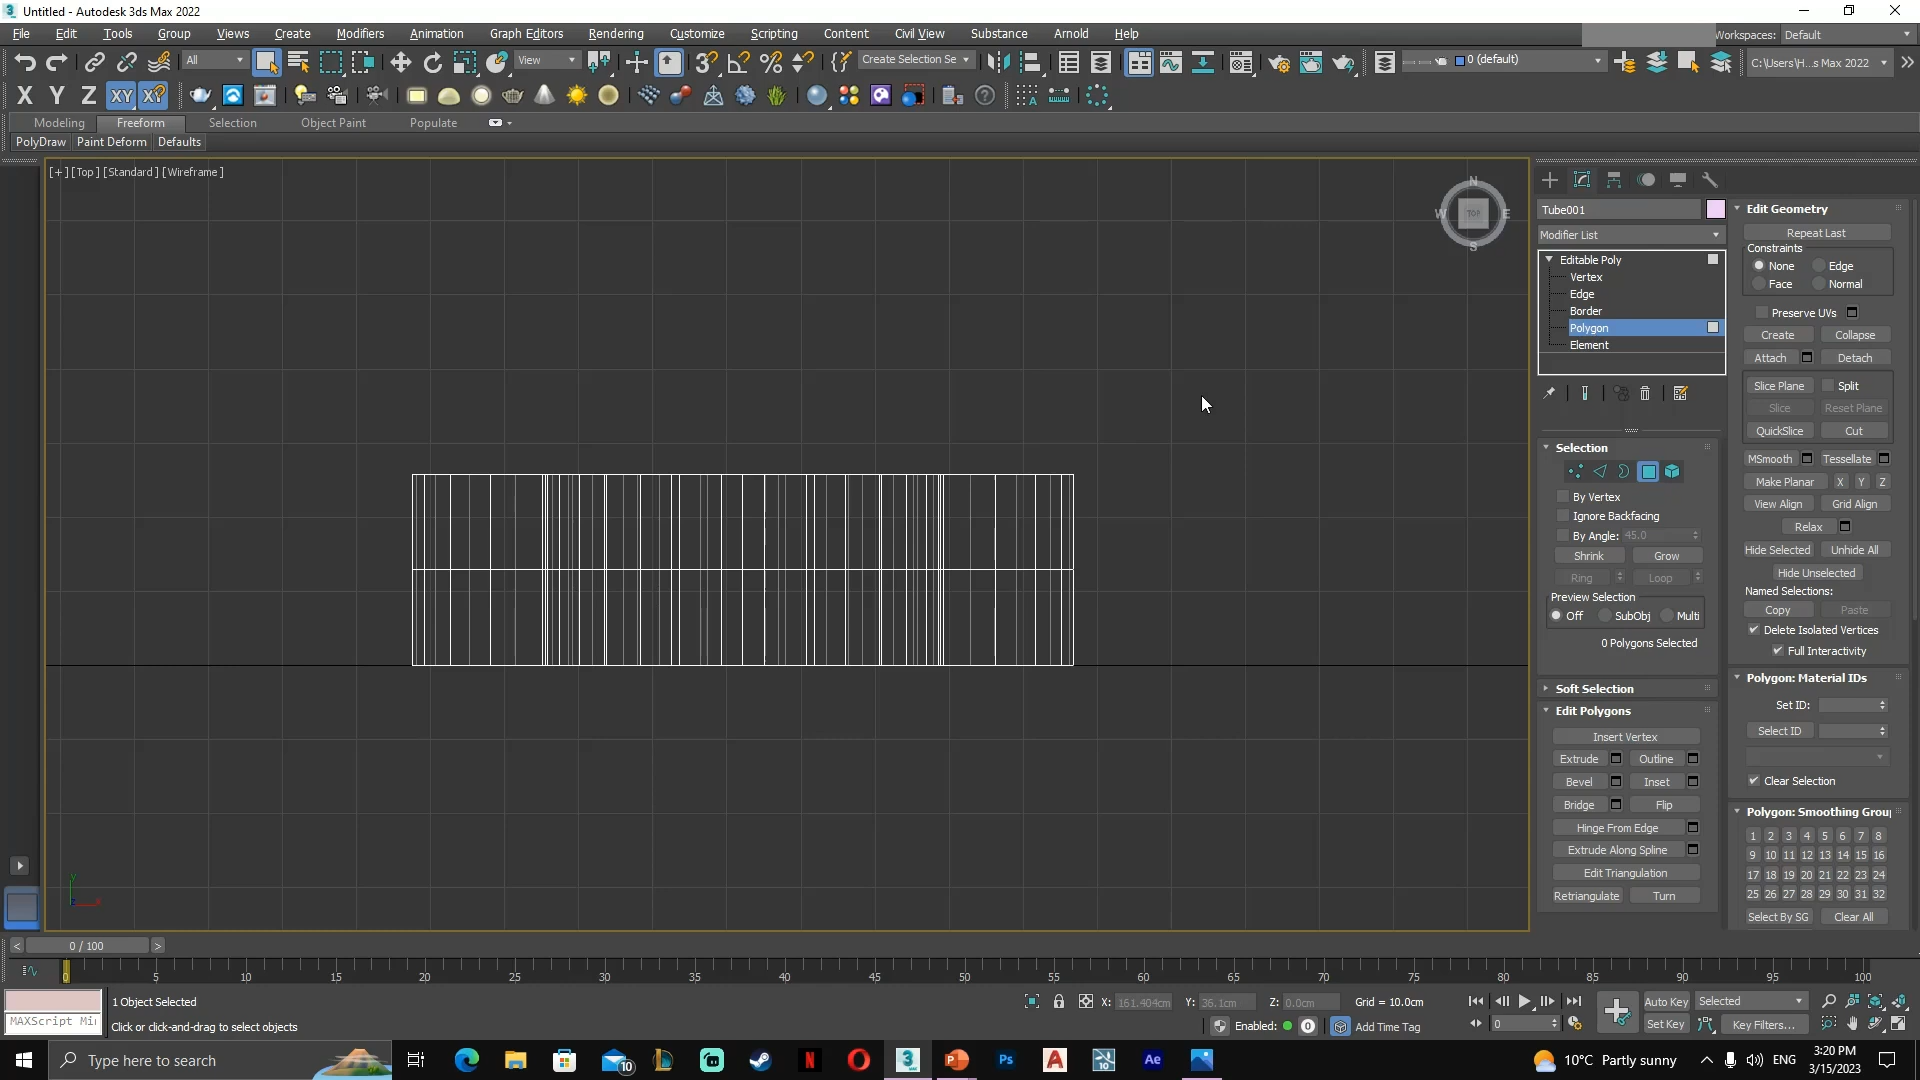 Untitled - Autodesk 3ds Max 2022
File Edit Tools Group Views Create Modifiers Animation Graph Editors Rendering Customize Scripting Content Civil View Substance Arnold Help
Workspaces: Default
All View Create Selection Se 0 (default) C:\Users\H...s Max 2022
X Y Z XY
Modeling Freeform Selection Object Paint Populate
PolyDraw Paint Deform Defaults
[+] [Top] [Standard] [Wireframe]
N
W TOP E
S
Tube001
Modifier List
Editable Poly
Vertex
Edge
Border
Polygon
Element
Selection
By Vertex
Ignore Backfacing
By Angle: 45.0
Shrink Grow
Ring Loop
Preview Selection
Off SubObj Multi
0 Polygons Selected
Soft Selection
Edit Polygons
Insert Vertex
Extrude Outline
Bevel Inset
Bridge Flip
Hinge From Edge
Extrude Along Spline
Edit Triangulation
Retriangulate Turn
Edit Geometry
Repeat Last
Constraints
None Edge
Face Normal
Preserve UVs
Create Collapse
Attach Detach
Slice Plane Split
Slice Reset Plane
QuickSlice Cut
MSmooth Tessellate
Make Planar X Y Z
View Align Grid Align
Relax
Hide Selected Unhide All
Hide Unselected
Named Selections:
Copy Paste
Delete Isolated Vertices
Full Interactivity
Polygon: Material IDs
Set ID:
Select ID
Clear Selection
Polygon: Smoothing Grou
1 2 3 4 5 6 7 8
9 10 11 12 13 14 15 16
17 18 19 20 21 22 23 24
25 26 27 28 29 30 31 32
Select By SG Clear All
y
x
< 0 / 100 >
0 5 10 15 20 25 30 35 40 45 50 55 60 65 70 75 80 85 90 95 100
1 Object Selected
X: 161.404cm Y: 36.1cm Z: 0.0cm Grid = 10.0cm
Auto Key Selected
MAXScript Mi
Click or click-and-drag to select objects
Enabled: 0 Add Time Tag
0
Set Key Key Filters...
Type here to search
10
Ps
Ae
10°C Partly sunny
ENG
3:20 PM
3/15/2023